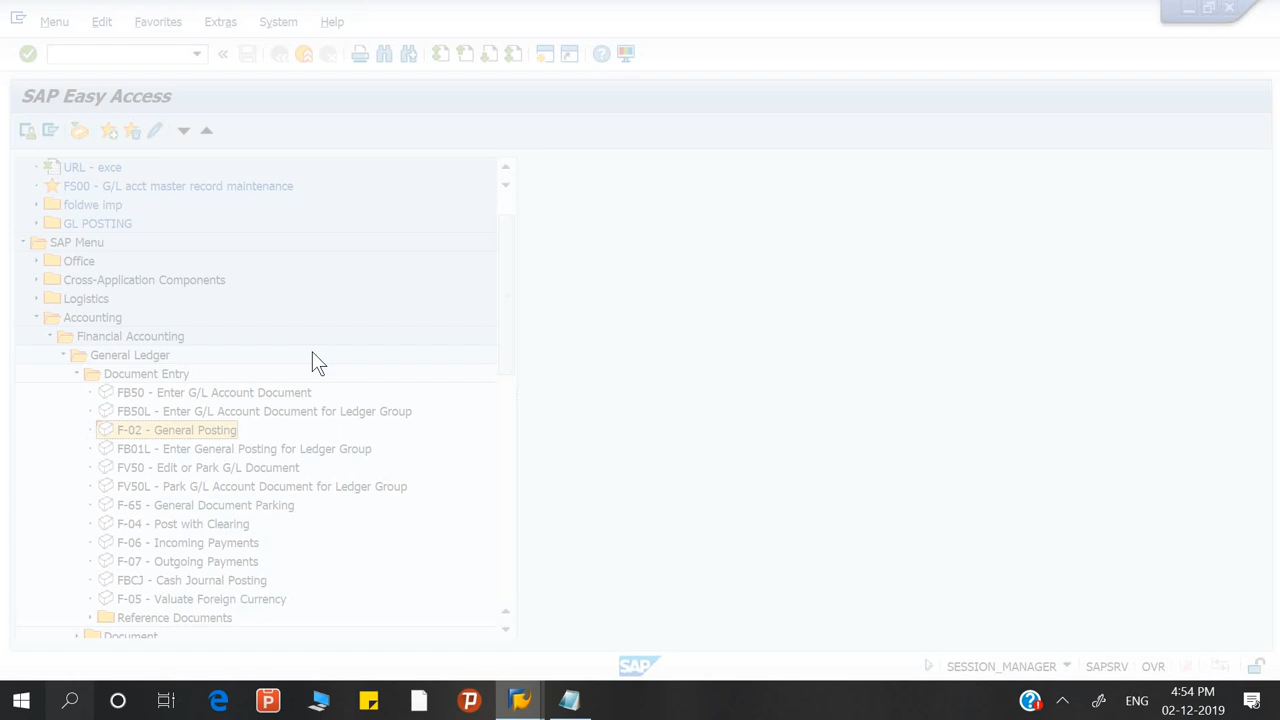 Menu Edit Favorites Extras System Help
SAP Easy Access
URL - exce
FS00 - G/L acct master record maintenance
foldwe imp
GL POSTING
SAP Menu
Office
Cross-Application Components
Logistics
Accounting
Financial Accounting
General Ledger
Document Entry
FB50 - Enter G/L Account Document
FB50L - Enter G/L Account Document for Ledger Group
F-02 - General Posting
FB01L - Enter General Posting for Ledger Group
FV50 - Edit or Park G/L Document
FV50L - Park G/L Account Document for Ledger Group
F-65 - General Document Parking
F-04 - Post with Clearing
F-06 - Incoming Payments
F-07 - Outgoing Payments
FBCJ - Cash Journal Posting
F-05 - Valuate Foreign Currency
Reference Documents
Document
SAP SESSION_MANAGER SAPSRV OVR
ENG 4:54 PM
02-12-2019